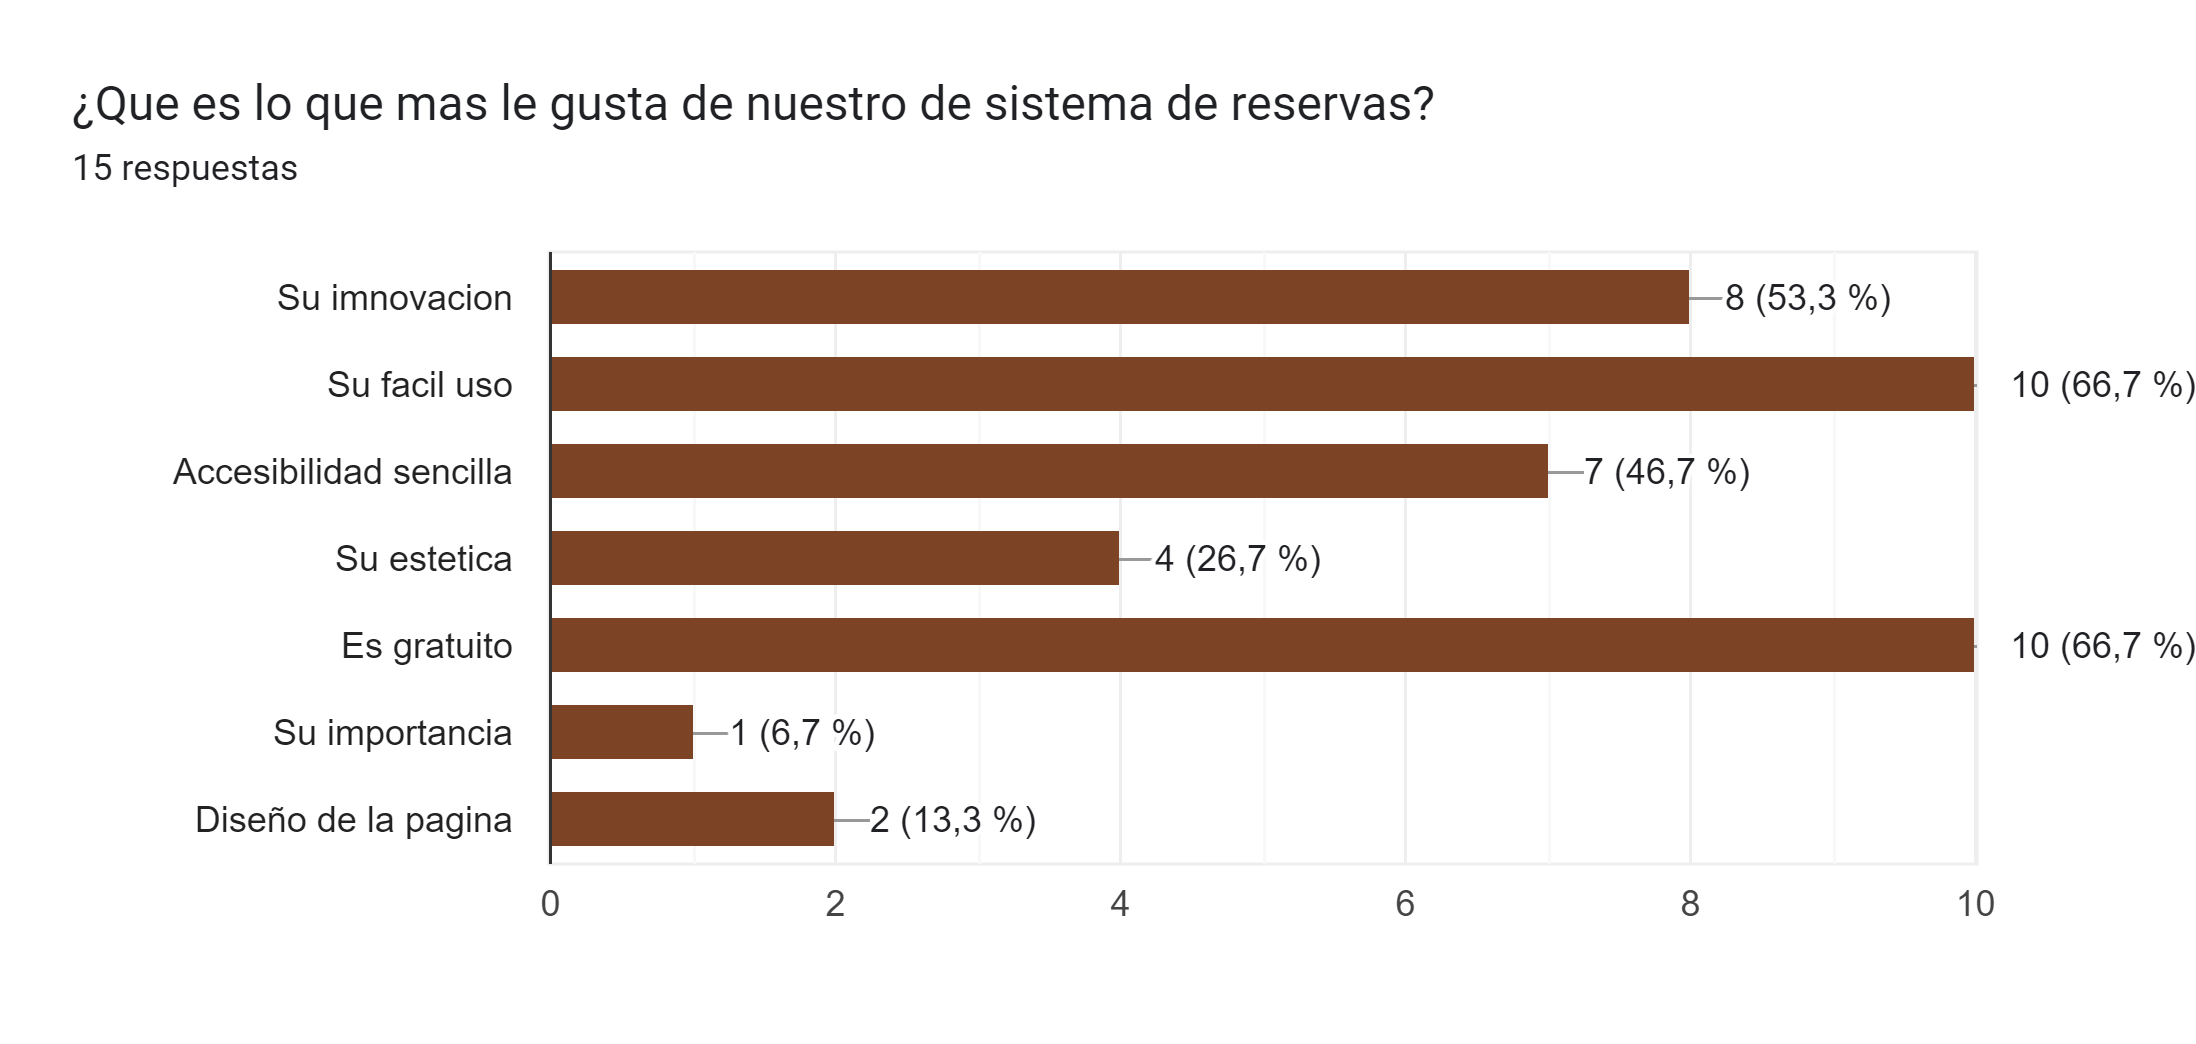 ¿Que es lo que mas le gusta de nuestro de sistema de reservas?
15 respuestas
Su imnovacion 8 (53,3 %)
Su facil uso 10 (66,7 %)
Accesibilidad sencilla 7 (46,7 %)
Su estetica 4 (26,7 %)
Es gratuito 10 (66,7 %)
Su importancia 1 (6,7 %)
Diseño de la pagina 2 (13,3 %)
0 2 4 6 8 10